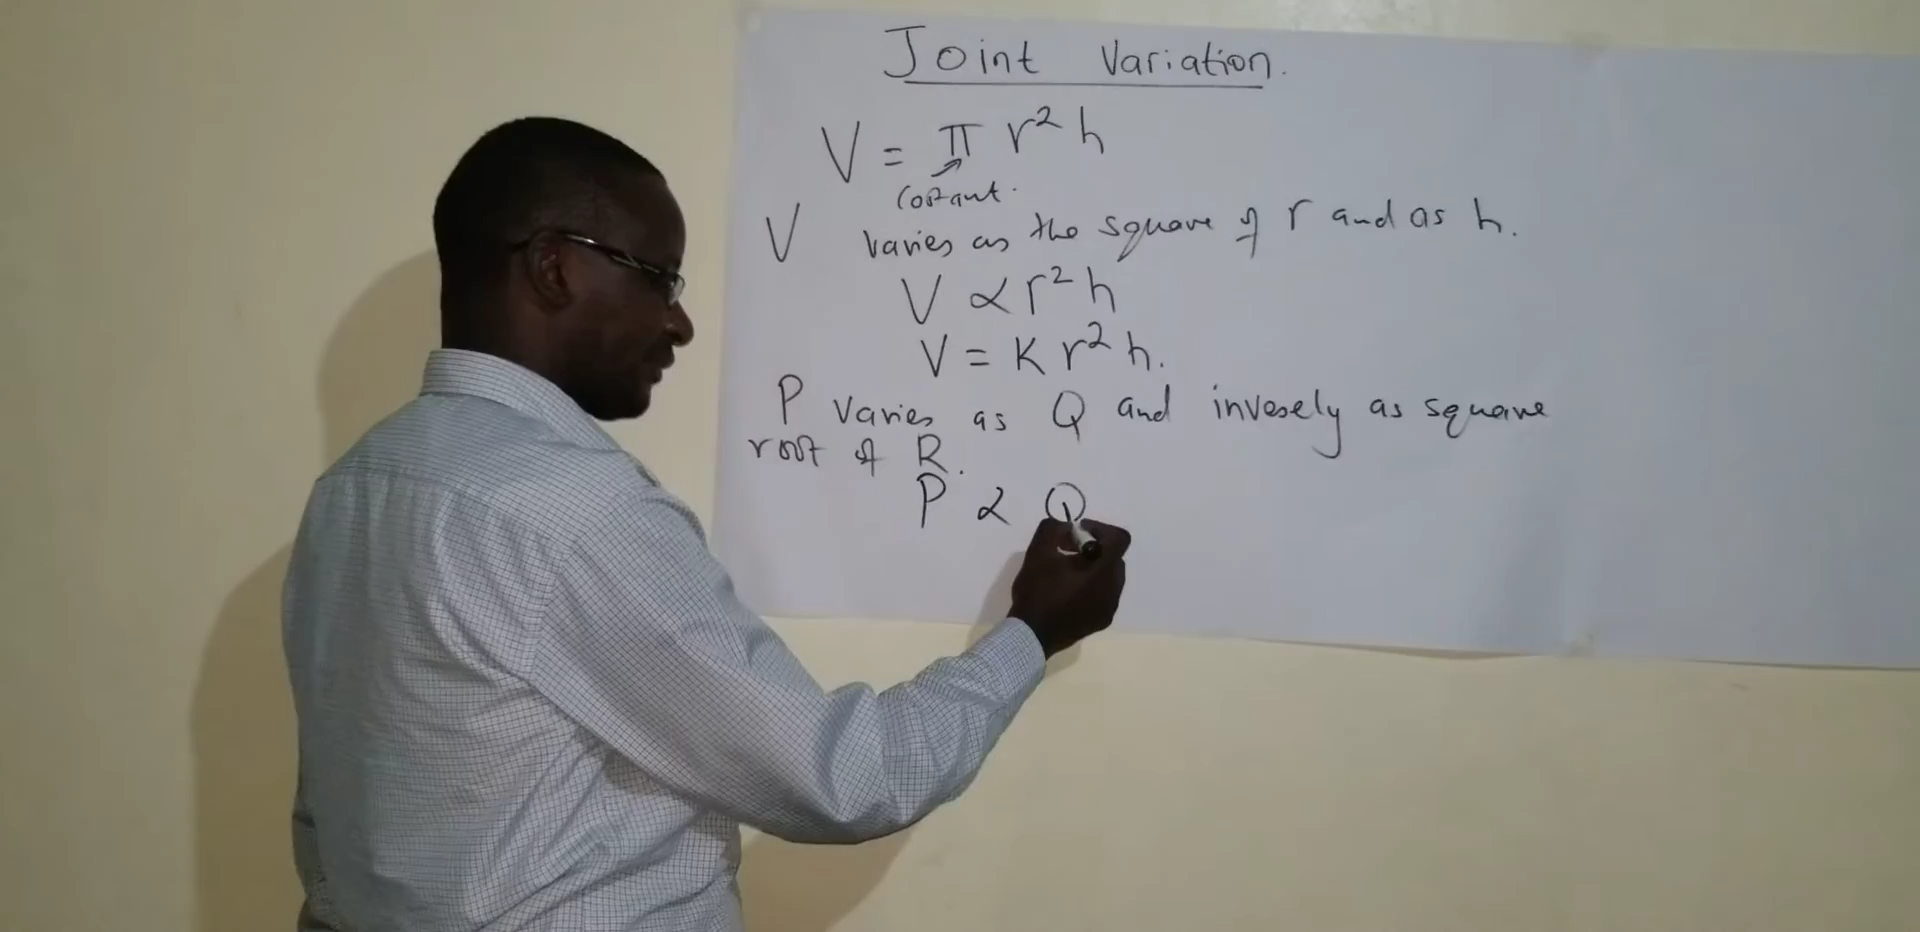 Joint Variation.
V = π r² h
Costant.
V varies as the square of r and as h.
V ∝ r² h
V = K r² h.
P varies as Q and invesely as square
root of R.
P ∝ Q